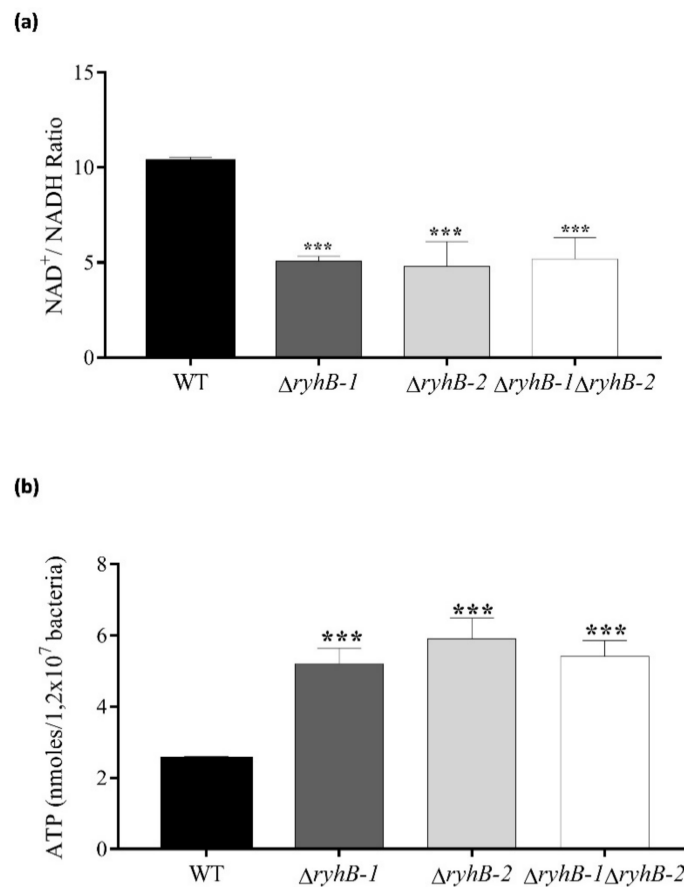 (a)
NAD⁺/ NADH Ratio
15
10
5
0
***
***
***
WT
ΔryhB-1
ΔryhB-2
ΔryhB-1ΔryhB-2
(b)
ATP (nmoles/1,2x10⁷ bacteria)
8
6
4
2
0
***
***
***
WT
ΔryhB-1
ΔryhB-2
ΔryhB-1ΔryhB-2